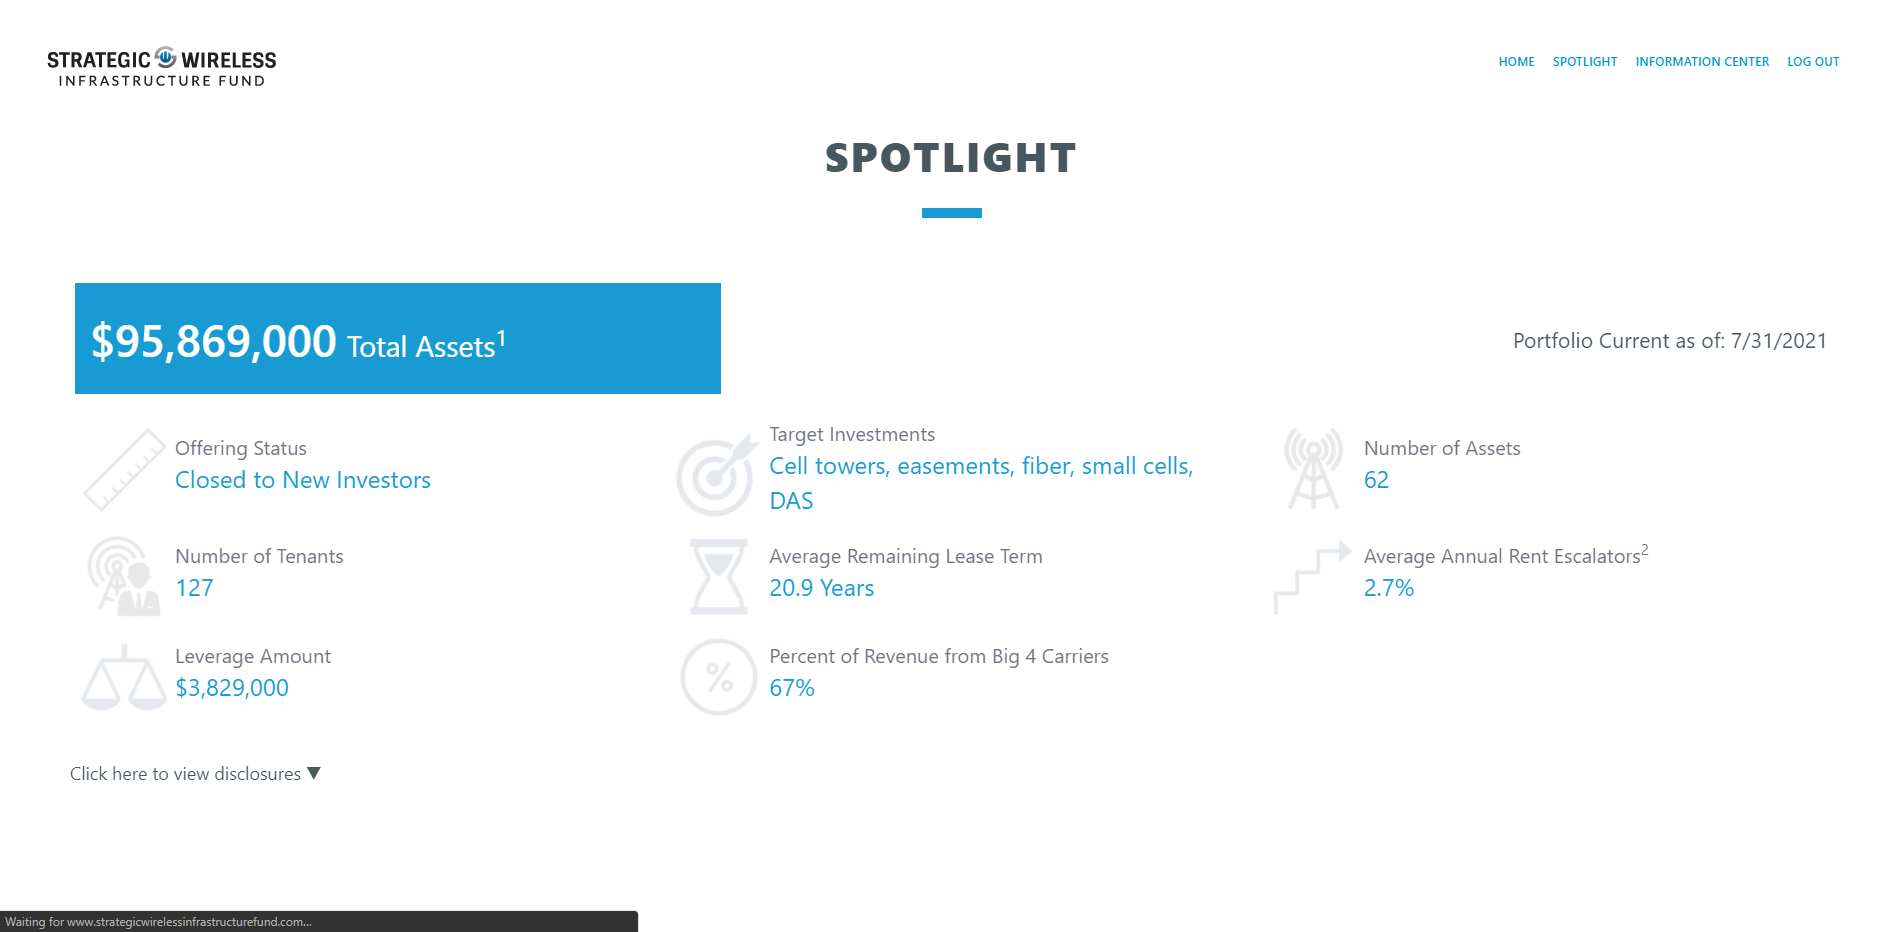 STRATEGIC WIRELESS
INFRASTRUCTURE FUND
HOME SPOTLIGHT INFORMATION CENTER LOG OUT
SPOTLIGHT
$95,869,000 Total Assets1
Portfolio Current as of: 7/31/2021
Offering Status
Closed to New Investors
Target Investments
Cell towers, easements, fiber, small cells,
DAS
Number of Assets
62
Number of Tenants
127
Average Remaining Lease Term
20.9 Years
Average Annual Rent Escalators2
2.7%
Leverage Amount
$3,829,000
%
Percent of Revenue from Big 4 Carriers
67%
Click here to view disclosures ▼
Waiting for www.strategicwirelessinfrastructurefund.com...